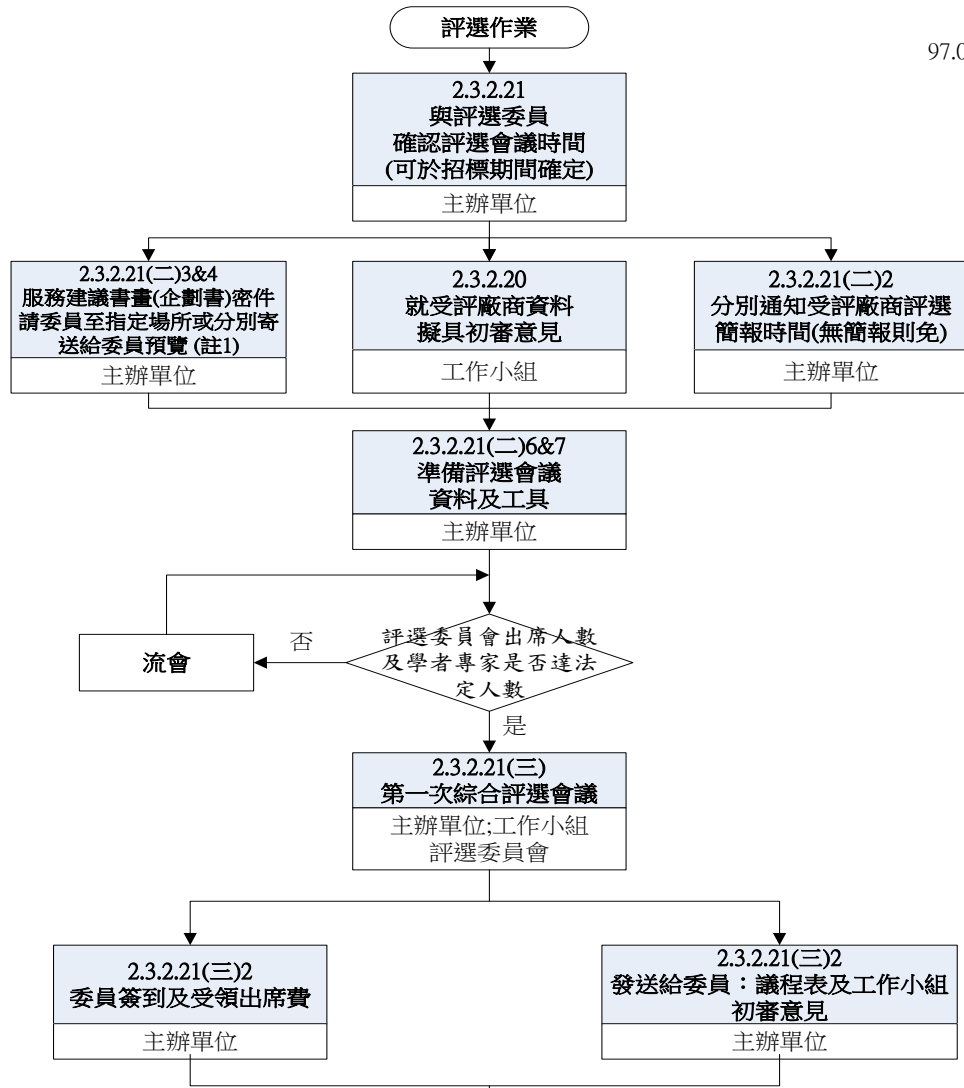 評選作業
97.0
2.3.2.21
與評選委員
確認評選會議時間
(可於招標期間確定)
主辦單位
2.3.2.21(二)3&4
服務建議書畫(企劃書)密件
請委員至指定場所或分別寄
送給委員預覽 (註1)
主辦單位
2.3.2.20
就受評廠商資料
擬具初審意見
工作小組
2.3.2.21(二)2
分別通知受評廠商評選
簡報時間(無簡報則免)
主辦單位
2.3.2.21(二)6&7
準備評選會議
資料及工具
主辦單位
評選委員會出席人數
及學者專家是否達法
定人數
否
流會
是
2.3.2.21(三)
第一次綜合評選會議
主辦單位;工作小組
評選委員會
2.3.2.21(三)2
委員簽到及受領出席費
主辦單位
2.3.2.21(三)2
發送給委員：議程表及工作小組
初審意見
主辦單位